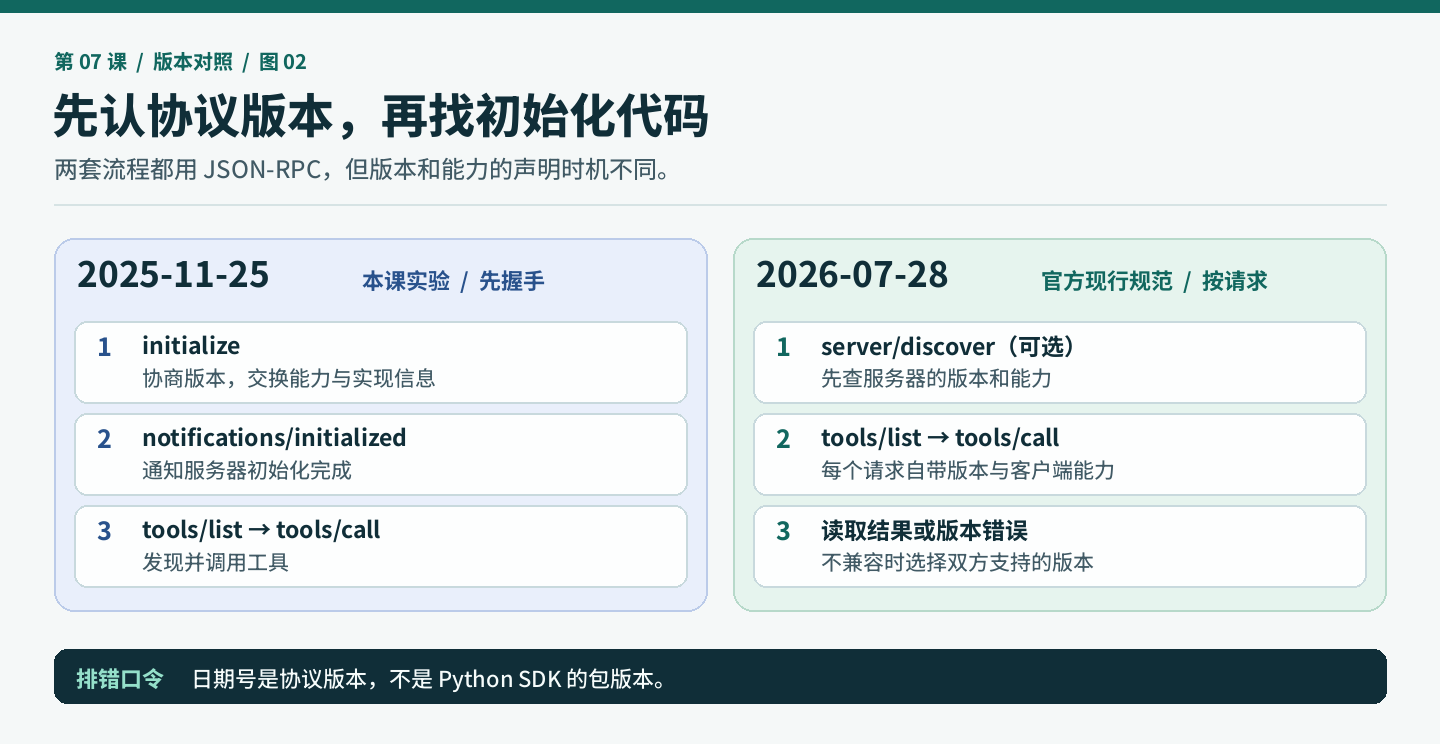 第 07 课 / 版本对照 / 图 02
先认协议版本，再找初始化代码
两套流程都用 JSON-RPC，但版本和能力的声明时机不同。
2025-11-25
本课实验 / 先握手
1
initialize
协商版本，交换能力与实现信息
2
notifications/initialized
通知服务器初始化完成
3
tools/list → tools/call
发现并调用工具
2026-07-28
官方现行规范 / 按请求
1
server/discover（可选）
先查服务器的版本和能力
2
tools/list → tools/call
每个请求自带版本与客户端能力
3
读取结果或版本错误
不兼容时选择双方支持的版本
排错口令
日期号是协议版本，不是 Python SDK 的包版本。